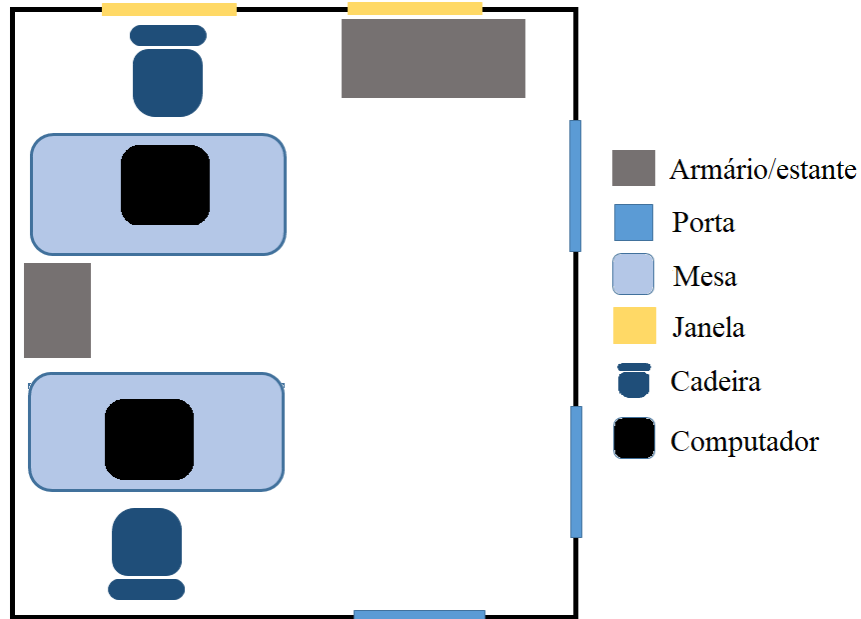 Armário/estante
Porta
Mesa
Janela
Cadeira
Computador